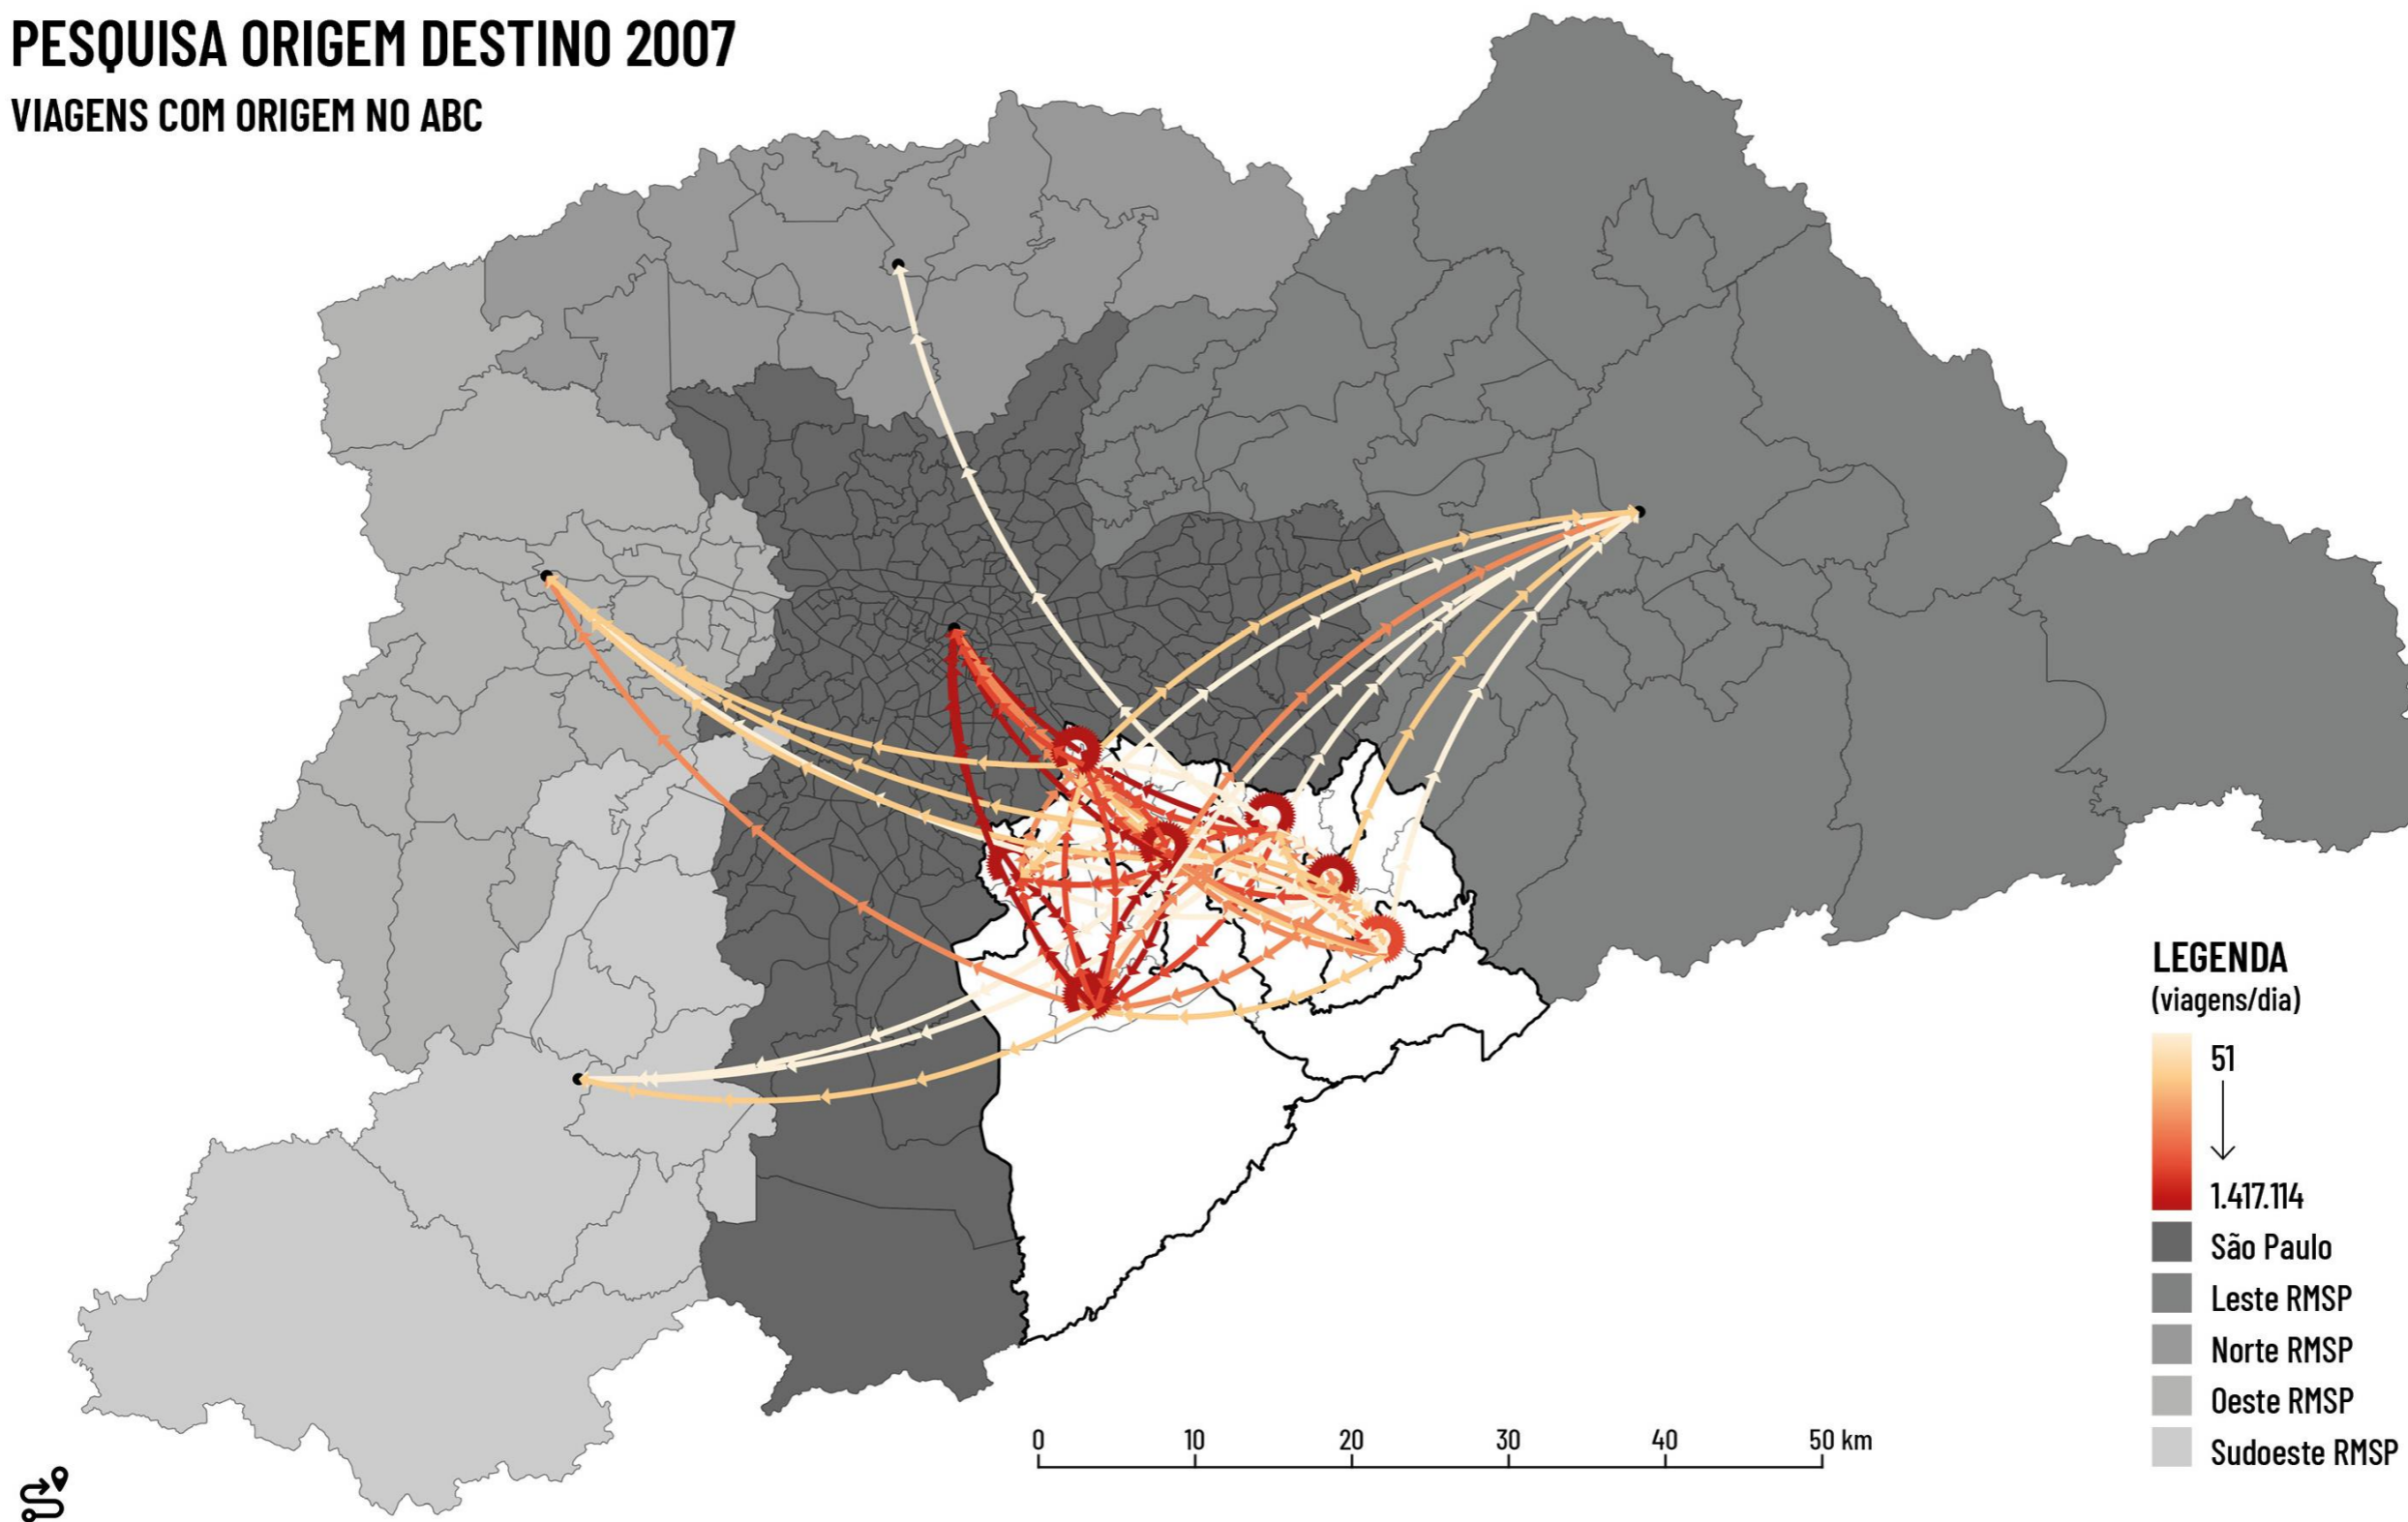 PESQUISA ORIGEM DESTINO 2007
VIAGENS COM ORIGEM NO ABC
LEGENDA
(viagens/dia)
51
1.417.114
São Paulo
Leste RMSP
Norte RMSP
Oeste RMSP
Sudoeste RMSP
0 10 20 30 40 50 km